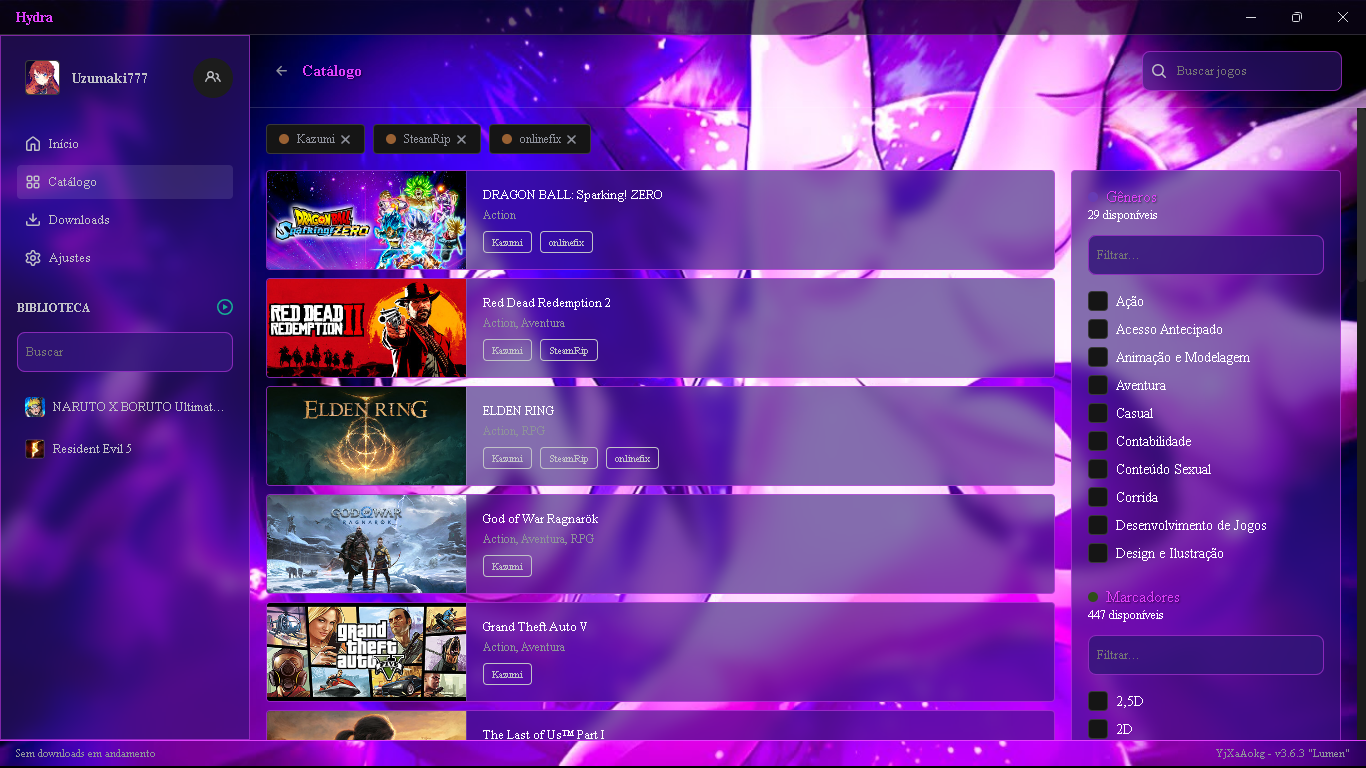 Hydra
Uzumaki777
Início
Catálogo
Downloads
Ajustes
BIBLIOTECA
Buscar
NARUTO X BORUTO Ultimat...
Resident Evil 5
Catálogo
Buscar jogos
Kazumi
SteamRip
onlinefix
DRAGON BALL Sparking! ZERO
DRAGON BALL: Sparking! ZERO
Action
Kazumi onlinefix
RED DEAD REDEMPTION II
Red Dead Redemption 2
Action, Aventura
Kazumi SteamRip
ELDEN RING
ELDEN RING
Action, RPG
Kazumi SteamRip onlinefix
GOD OF WAR
RAGNARÖK
God of War Ragnarök
Action, Aventura, RPG
Kazumi
grand theft auto V
Grand Theft Auto V
Action, Aventura
Kazumi
The Last of Us™ Part I
Gêneros
29 disponíveis
Filtrar...
Ação
Acesso Antecipado
Animação e Modelagem
Aventura
Casual
Contabilidade
Conteúdo Sexual
Corrida
Desenvolvimento de Jogos
Design e Ilustração
Marcadores
447 disponíveis
Filtrar...
2,5D
2D
Sem downloads em andamento
YjXaAokg - v3.6.3 "Lumen"